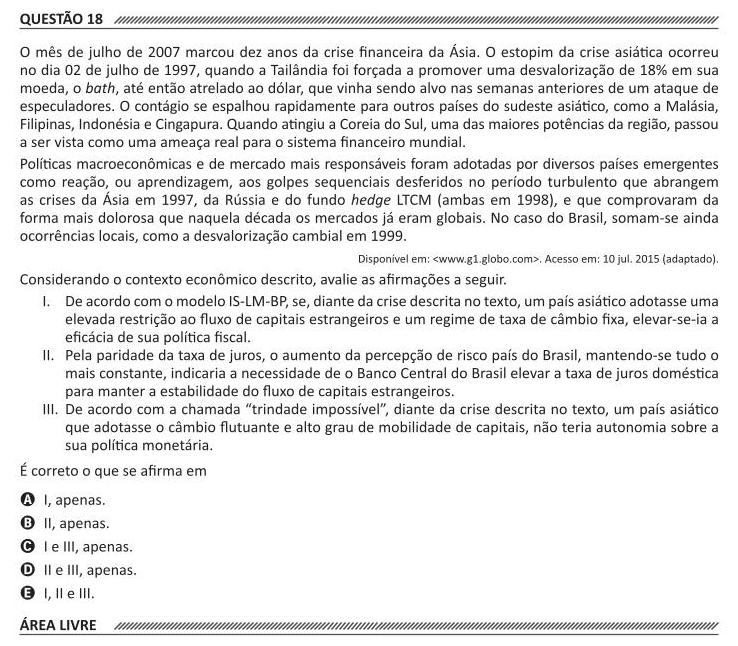 QUESTÃO 18
O mês de julho de 2007 marcou dez anos da crise financeira da Ásia. O estopim da crise asiática ocorreu
no dia 02 de julho de 1997, quando a Tailândia foi forçada a promover uma desvalorização de 18% em sua
moeda, o bath, até então atrelado ao dólar, que vinha sendo alvo nas semanas anteriores de um ataque de
especuladores. O contágio se espalhou rapidamente para outros países do sudeste asiático, como a Malásia,
Filipinas, Indonésia e Cingapura. Quando atingiu a Coreia do Sul, uma das maiores potências da região, passou
a ser vista como uma ameaça real para o sistema financeiro mundial.
Políticas macroeconômicas e de mercado mais responsáveis foram adotadas por diversos países emergentes
como reação, ou aprendizagem, aos golpes sequenciais desferidos no período turbulento que abrangem
as crises da Ásia em 1997, da Rússia e do fundo hedge LTCM (ambas em 1998), e que comprovaram da
forma mais dolorosa que naquela década os mercados já eram globais. No caso do Brasil, somam-se ainda
ocorrências locais, como a desvalorização cambial em 1999.
Disponível em: <www.g1.globo.com>. Acesso em: 10 jul. 2015 (adaptado).
Considerando o contexto econômico descrito, avalie as afirmações a seguir.
I. De acordo com o modelo IS-LM-BP, se, diante da crise descrita no texto, um país asiático adotasse uma
elevada restrição ao fluxo de capitais estrangeiros e um regime de taxa de câmbio fixa, elevar-se-ia a
eficácia de sua política fiscal.
II. Pela paridade da taxa de juros, o aumento da percepção de risco país do Brasil, mantendo-se tudo o
mais constante, indicaria a necessidade de o Banco Central do Brasil elevar a taxa de juros doméstica
para manter a estabilidade do fluxo de capitais estrangeiros.
III. De acordo com a chamada "trindade impossível", diante da crise descrita no texto, um país asiático
que adotasse o câmbio flutuante e alto grau de mobilidade de capitais, não teria autonomia sobre a
sua política monetária.
É correto o que se afirma em
A I, apenas.
B II, apenas.
C I e III, apenas.
D II e III, apenas.
E I, II e III.
ÁREA LIVRE